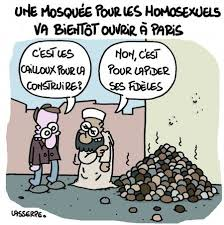 UNE MOSQUÉE POUR LES HOMOSEXUELS
VA BIENTÔT OUVRIR À PARIS
C'EST LES
CAILLOUX POUR LA
CONSTRUIRE?
NON, C'EST
POUR LAPIDER
SES FIDÈLES
LASSERPE.